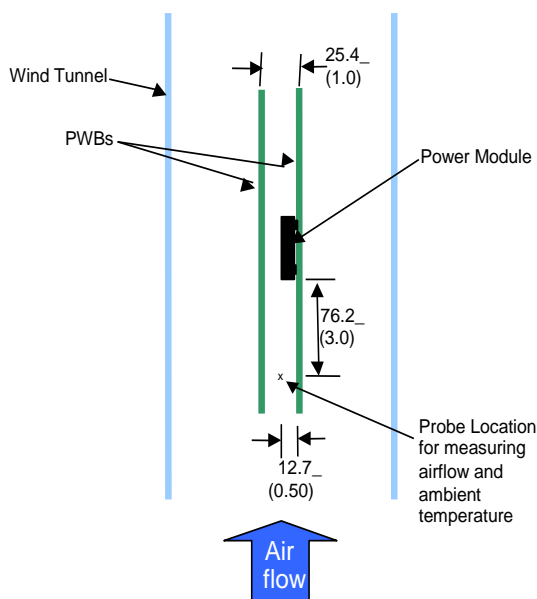 25.4_
(1.0)
Wind Tunnel
PWBs
Power Module
76.2_
(3.0)
x
Probe Location
for measuring
airflow and
ambient
temperature
12.7_
(0.50)
Air
flow